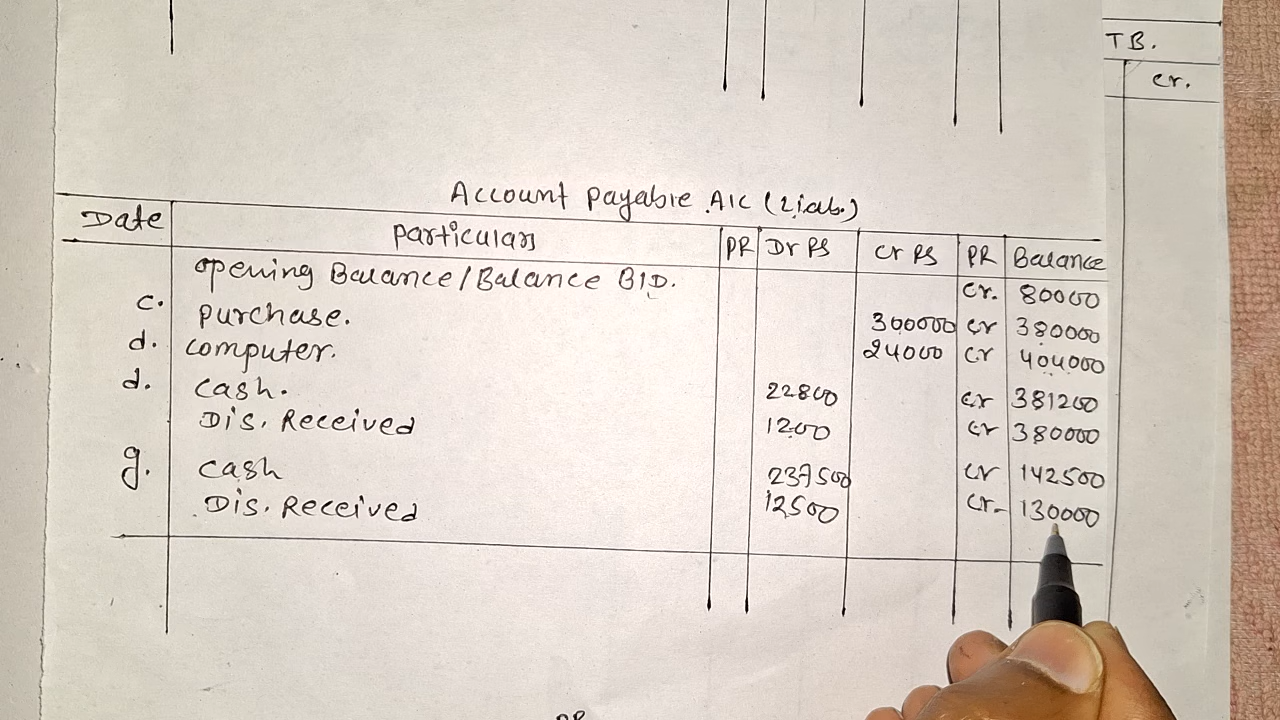 TB.
cr.
Account payable A/C (Liab.)
Date particulars PR Dr RS Cr RS PR Balance
opening Balance/Balance B/D. Cr. 80000
c. purchase. 300000 cr 380000
d. computer. 24000 cr 404000
d. cash. 22800 cr 381200
Dis. Received 1200 cr 380000
g. cash 237500 cr 142500
Dis. Received 12500 Cr. 130000